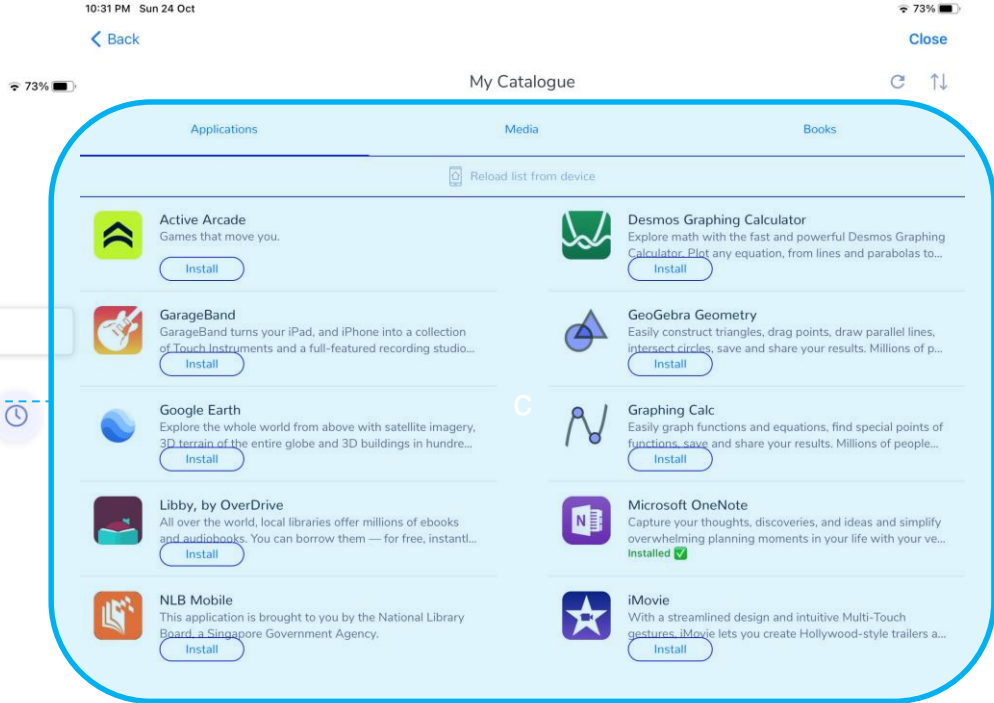 10:31 PM Sun 24 Oct
73%
Back
Close
73%
My Catalogue
Applications
Media
Books
Reload list from device
Active Arcade
Games that move you.
Install
Desmos Graphing Calculator
Explore math with the fast and powerful Desmos Graphing
Calculator. Plot any equation, from lines and parabolas to...
Install
GarageBand
GarageBand turns your iPad, and iPhone into a collection
of Touch Instruments and a full-featured recording studio...
Install
GeoGebra Geometry
Easily construct triangles, drag points, draw parallel lines,
intersect circles, save and share your results. Millions of p...
Install
Google Earth
Explore the whole world from above with satellite imagery,
3D terrain of the entire globe and 3D buildings in hundre...
Install
C
Graphing Calc
Easily graph functions and equations, find special points of
functions, save and share your results. Millions of people...
Install
Libby, by OverDrive
All over the world, local libraries offer millions of ebooks
and audiobooks. You can borrow them — for free, instantl...
Install
N
Microsoft OneNote
Capture your thoughts, discoveries, and ideas and simplify
overwhelming planning moments in your life with your ve...
Installed ✅
NLB Mobile
This application is brought to you by the National Library
Board, a Singapore Government Agency.
Install
iMovie
With a streamlined design and intuitive Multi-Touch
gestures, iMovie lets you create Hollywood-style trailers a...
Install